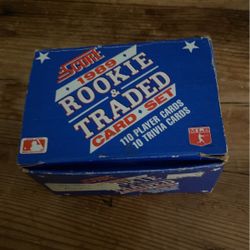 SCORE
1989
ROOKIE
&
TRADED
CARD SET
110 PLAYER CARDS
10 TRIVIA CARDS